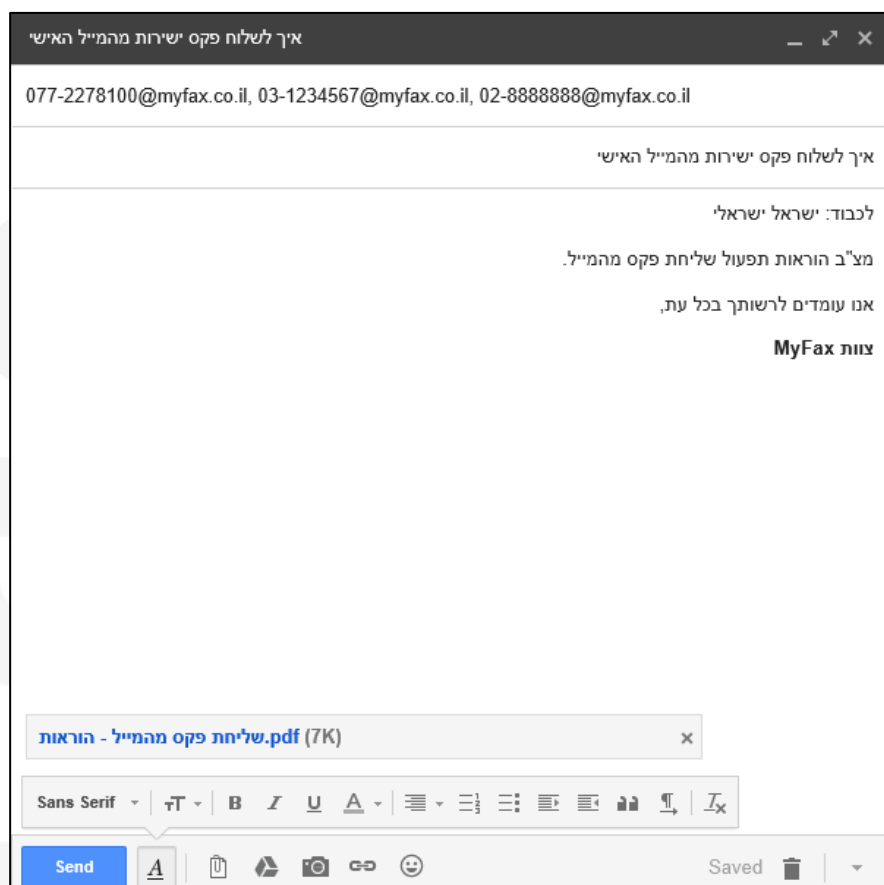 איך לשלוח פקס ישירות מהמייל האישי
077-2278100@myfax.co.il, 03-1234567@myfax.co.il, 02-8888888@myfax.co.il
איך לשלוח פקס ישירות מהמייל האישי
לכבוד: ישראל ישראלי
מצ"ב הוראות תפעול שליחת פקס מהמייל.
אנו עומדים לרשותך בכל עת,
צוות MyFax
שליחת פקס מהמייל - הוראות.pdf (7K)
Sans Serif
Send
Saved